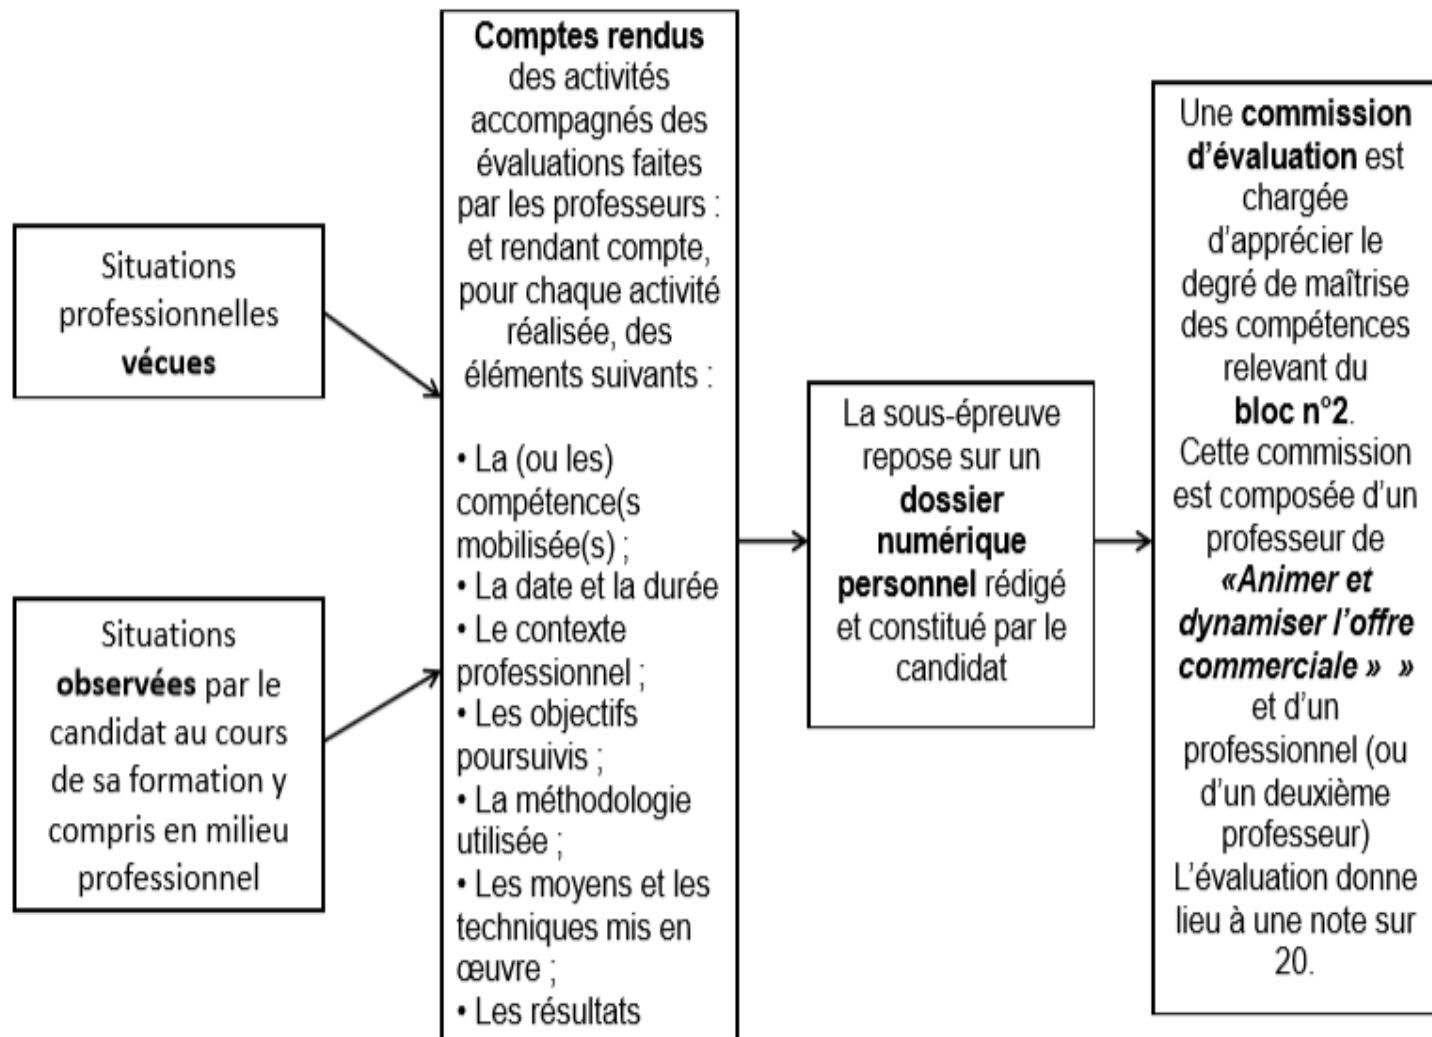 Situations
professionnelles
vécues
Situations
observées par le
candidat au cours
de sa formation y
compris en milieu
professionnel
Comptes rendus
des activités
accompagnés des
évaluations faites
par les professeurs :
et rendant compte,
pour chaque activité
réalisée, des
éléments suivants :
• La (ou les)
compétence(s
mobilisée(s) ;
• La date et la durée
• Le contexte
professionnel ;
• Les objectifs
poursuivis ;
• La méthodologie
utilisée ;
• Les moyens et les
techniques mis en
œuvre ;
• Les résultats
La sous-épreuve
repose sur un
dossier
numérique
personnel rédigé
et constitué par le
candidat
Une commission
d'évaluation est
chargée
d'apprécier le
degré de maîtrise
des compétences
relevant du
bloc n°2.
Cette commission
est composée d'un
professeur de
«Animer et
dynamiser l'offre
commerciale » »
et d'un
professionnel (ou
d'un deuxième
professeur)
L'évaluation donne
lieu à une note sur
20.